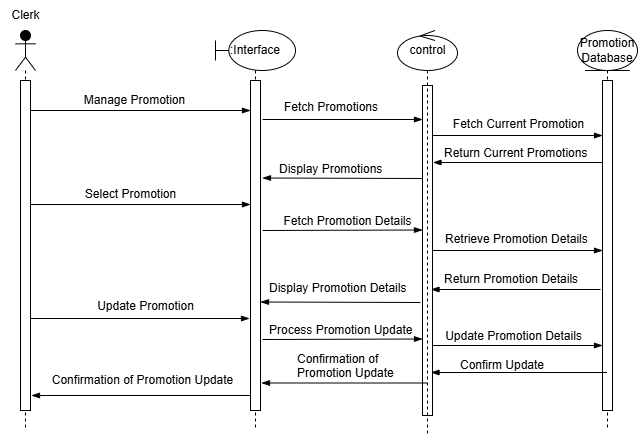 Clerk
:Interface
control
Promotion
Database
Manage Promotion
Fetch Promotions
Fetch Current Promotion
Return Current Promotions
Display Promotions
Select Promotion
Fetch Promotion Details
Retrieve Promotion Details
Return Promotion Details
Display Promotion Details
Update Promotion
Process Promotion Update
Update Promotion Details
Confirmation of
Promotion Update
Confirm Update
Confirmation of Promotion Update